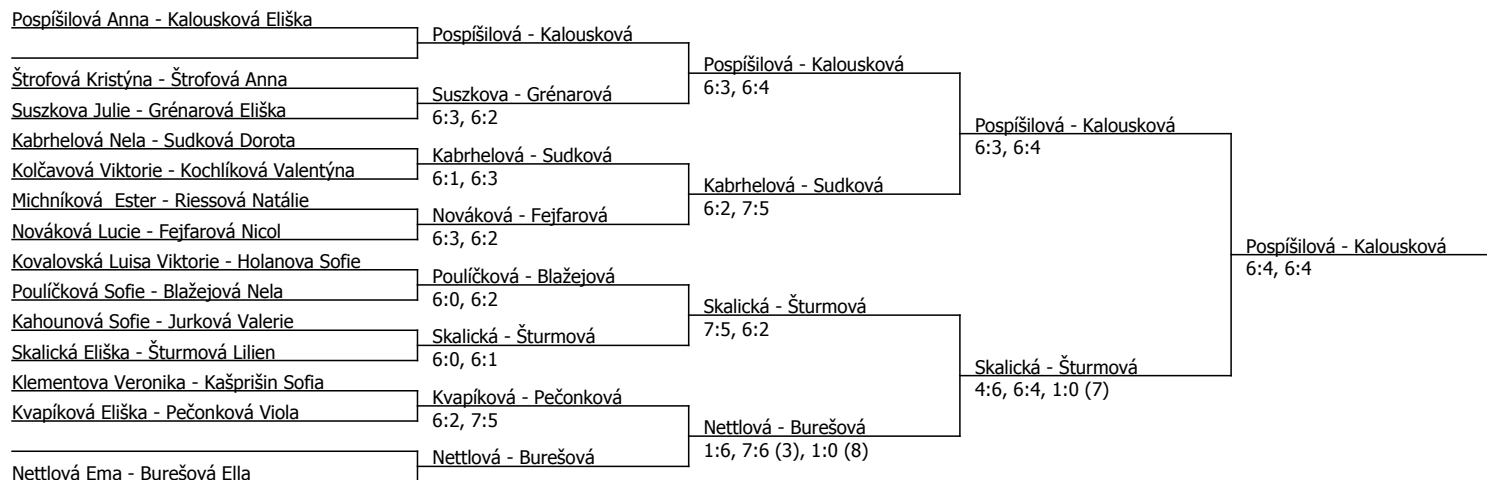 Pospíšilová Anna - Kalousková Eliška
Štrofová Kristýna - Štrofová Anna
Suszkova Julie - Grénarová Eliška
Kabrhelová Nela - Sudková Dorota
Kolčavová Viktorie - Kochlíková Valentýna
Michníková  Ester - Riessová Natálie
Nováková Lucie - Fejfarová Nicol
Kovalovská Luisa Viktorie - Holanova Sofie
Poulíčková Sofie - Blažejová Nela
Kahounová Sofie - Jurková Valerie
Skalická Eliška - Šturmová Lilien
Klementova Veronika - Kašprišin Sofia
Kvapíková Eliška - Pečonková Viola
Nettlová Ema - Burešová Ella
Pospíšilová - Kalousková
Suszkova - Grénarová
6:3, 6:2
Kabrhelová - Sudková
6:1, 6:3
Nováková - Fejfarová
6:3, 6:2
Poulíčková - Blažejová
6:0, 6:2
Skalická - Šturmová
6:0, 6:1
Kvapíková - Pečonková
6:2, 7:5
Nettlová - Burešová
Pospíšilová - Kalousková
6:3, 6:4
Kabrhelová - Sudková
6:2, 7:5
Skalická - Šturmová
7:5, 6:2
Nettlová - Burešová
1:6, 7:6 (3), 1:0 (8)
Pospíšilová - Kalousková
6:3, 6:4
Skalická - Šturmová
4:6, 6:4, 1:0 (7)
Pospíšilová - Kalousková
6:4, 6:4